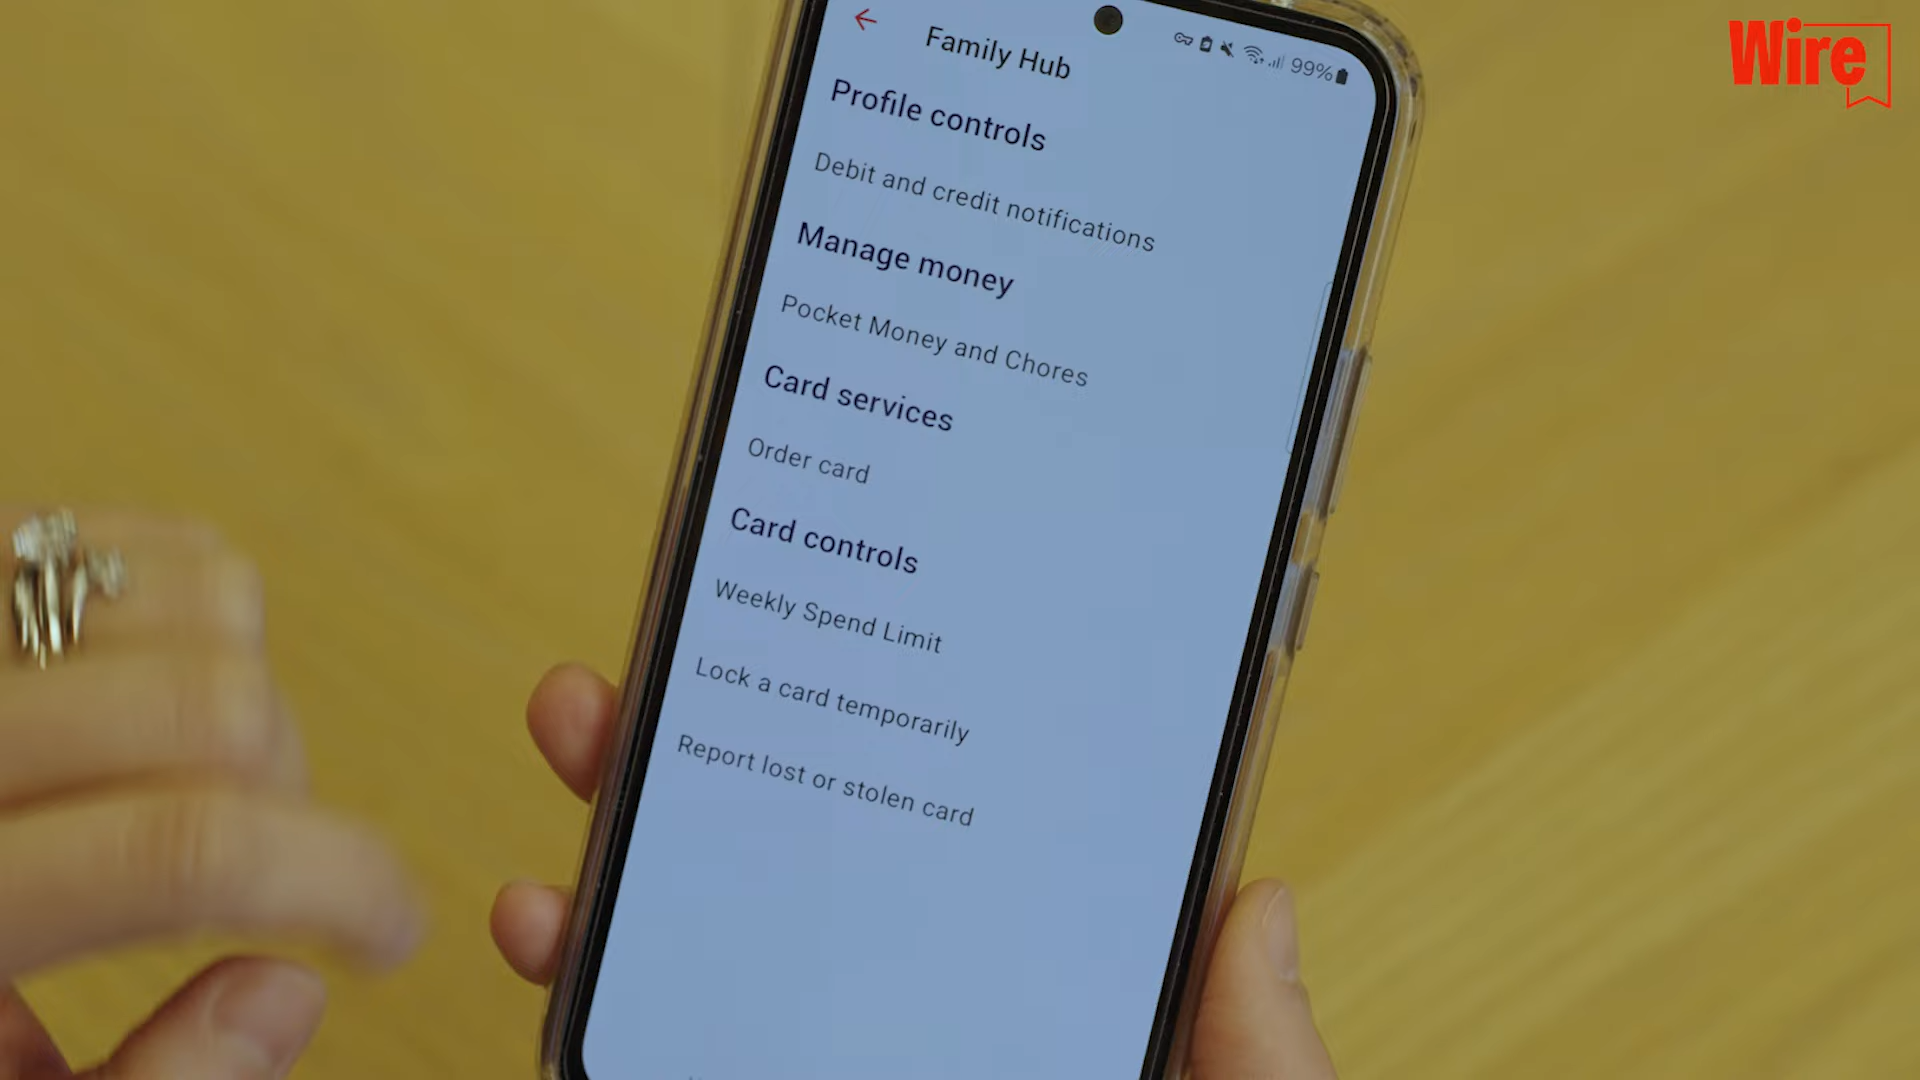 Wire
99%
Family Hub
Profile controls
Debit and credit notifications
Manage money
Pocket Money and Chores
Card services
Order card
Card controls
Weekly Spend Limit
Lock a card temporarily
Report lost or stolen card